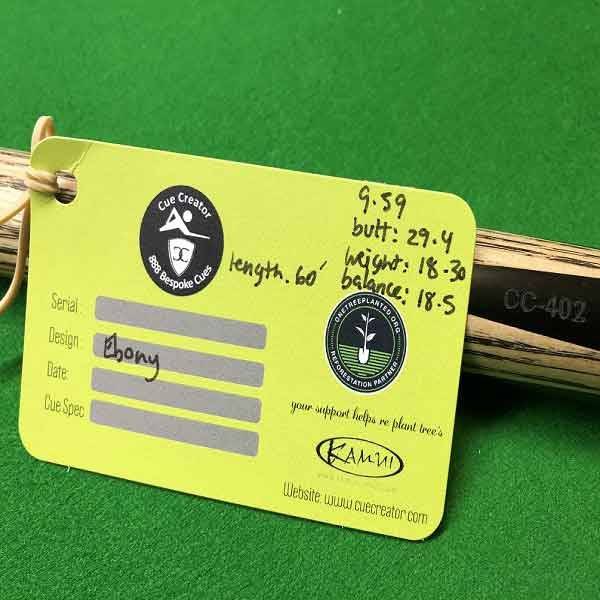 9.59
butt: 29.4
weight: 18.30
balance: 18.5
length. 60'
Cue Creator
CC
888 Bespoke Cues
Serial
Design Ebony
Date:
Cue Spec
ONETREEPLANTED.ORG
REFORESTATION PARTNER
your support helps re plant tree's
KAMUI
Website: www.cuecreator.com
CC-402